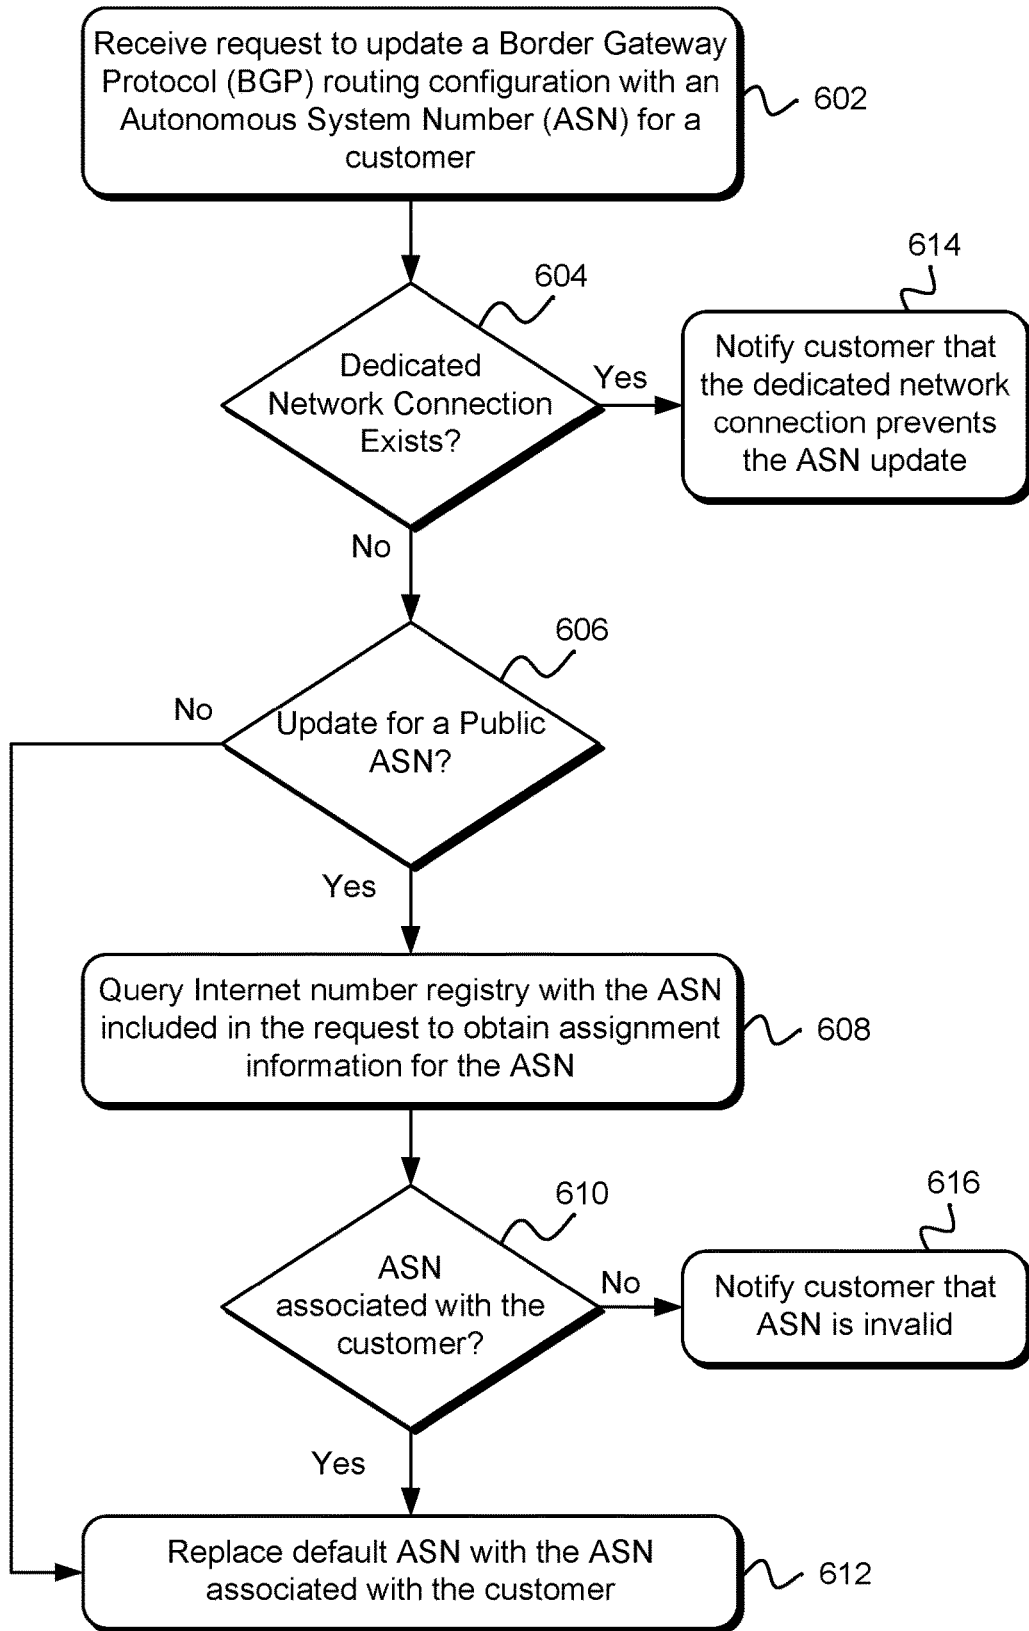 Receive request to update a Border Gateway
Protocol (BGP) routing configuration with an
Autonomous System Number (ASN) for a
customer
602
604
Dedicated
Network Connection
Exists?
Yes
614
Notify customer that
the dedicated network
connection prevents
the ASN update
No
606
Update for a Public
ASN?
No
Yes
Query Internet number registry with the ASN
included in the request to obtain assignment
information for the ASN
608
610
ASN
associated with the
customer?
No
616
Notify customer that
ASN is invalid
Yes
Replace default ASN with the ASN
associated with the customer
612